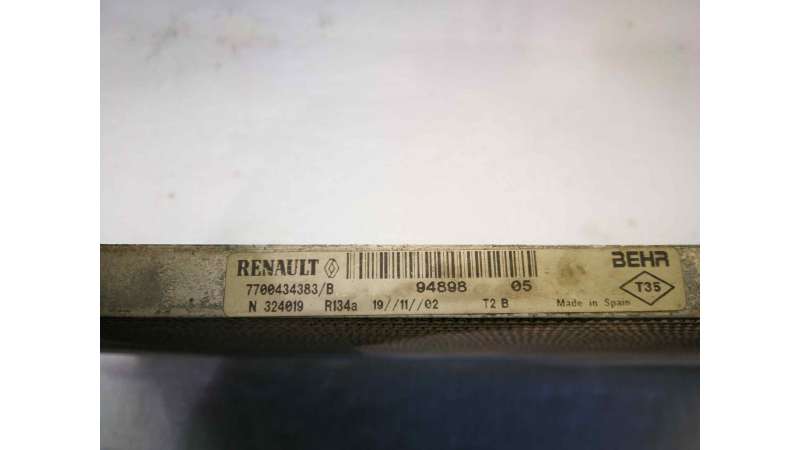 RENAULT 94898 05 BEHR
7700434383/B T35
N 324019 R134a 19//11//02 T2 B Made in Spain